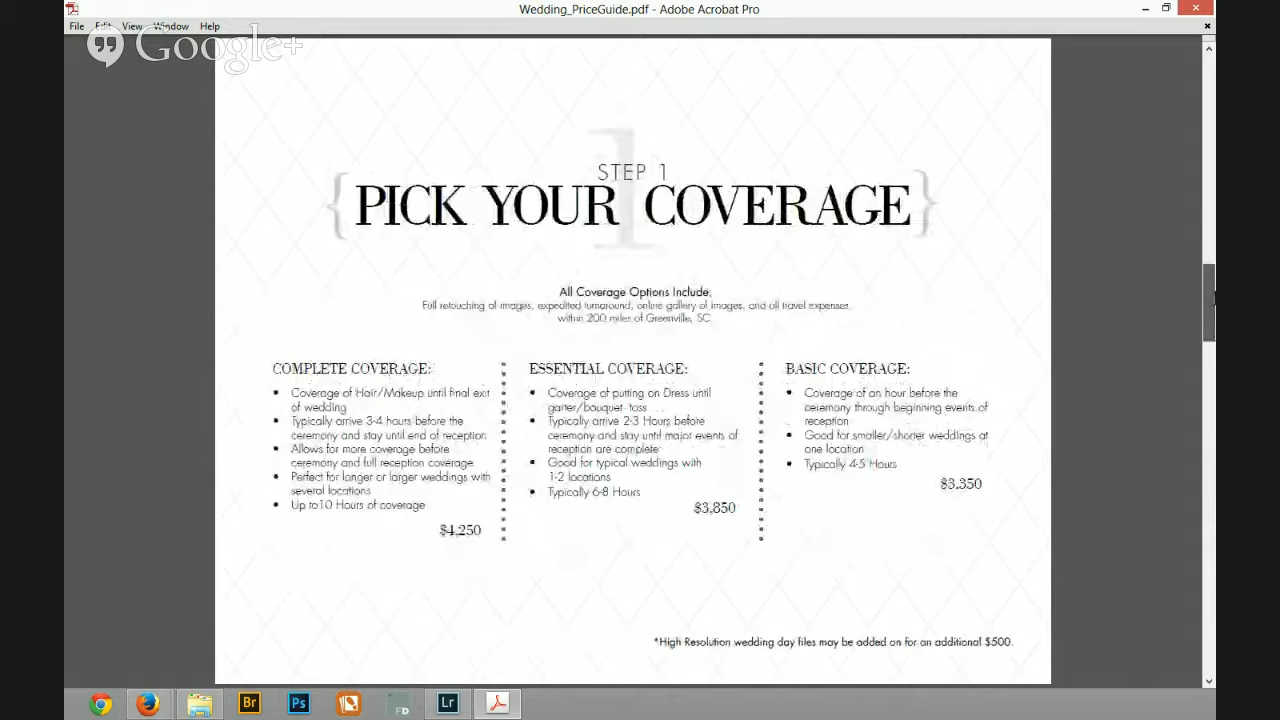 Wedding_PriceGuide.pdf - Adobe Acrobat Pro
File Edit View Window Help
Google+
STEP 1
1
{PICK YOUR COVERAGE}
All Coverage Options Include:
Full retouching of images, expedited turnaround, online gallery of images, and all travel expenses
within 200 miles of Greenville, SC
COMPLETE COVERAGE:
• Coverage of Hair/Makeup until final exit
of wedding
• Typically arrive 3-4 hours before the
ceremony and stay until end of reception
• Allows for more coverage before
ceremony and full reception coverage
• Perfect for longer or larger weddings with
several locations
• Up to10 Hours of coverage
$4,250
ESSENTIAL COVERAGE:
• Coverage of putting on Dress until
garter/bouquet toss
• Typically arrive 2-3 Hours before
ceremony and stay until major events of
reception are complete
• Good for typical weddings with
1-2 locations
• Typically 6-8 Hours
$3,850
BASIC COVERAGE:
• Coverage of an hour before the
ceremony through beginning events of
reception
• Good for smaller/shorter weddings at
one location
• Typically 4-5 Hours
$3,350
*High Resolution wedding day files may be added on for an additional $500.
Br Ps FD Lr